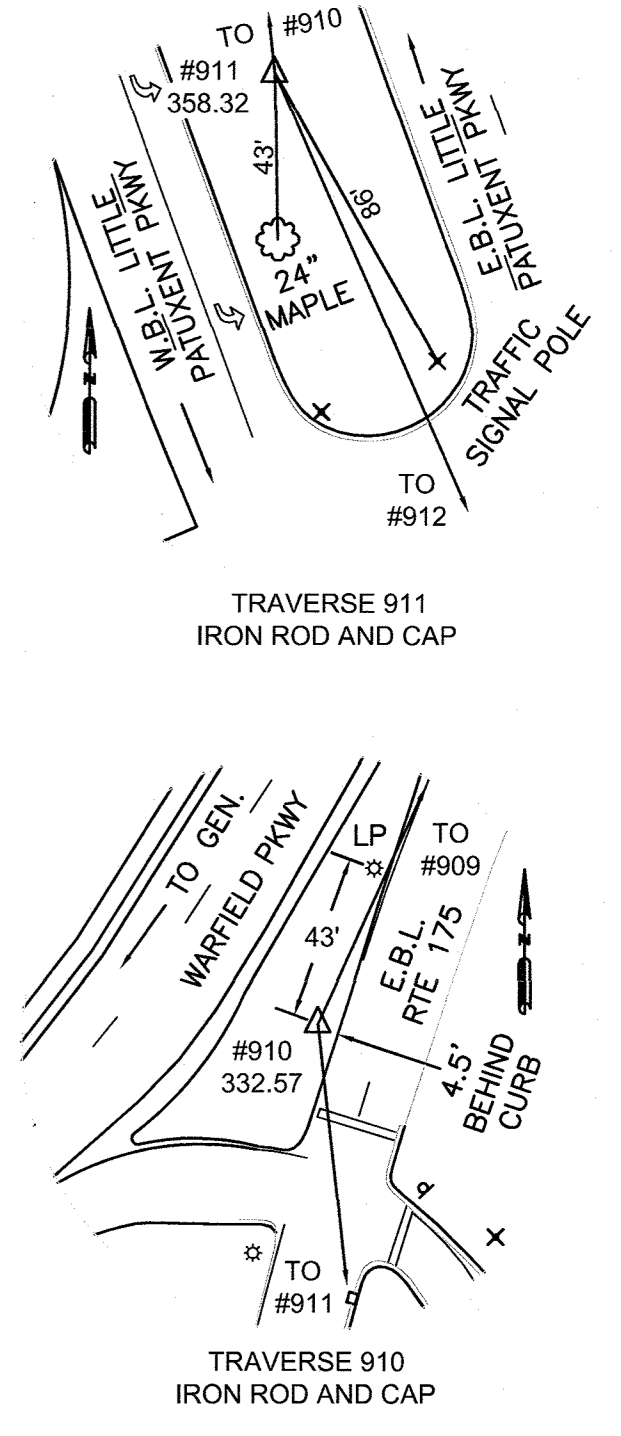 TO #910
#911
358.32
43'
86'
24"
MAPLE
W.B.L. LITTLE
PATUXENT PKWY
E.B.L. LITTLE
PATUXENT PKWY
N
TRAFFIC
SIGNAL POLE
TO
#912
TRAVERSE 911
IRON ROD AND CAP
TO GEN.
WARFIELD PKWY
LP
TO
#909
43'
E.B.L.
RTE 175
N
#910
332.57
4.5'
BEHIND
CURB
TO
#911
TRAVERSE 910
IRON ROD AND CAP